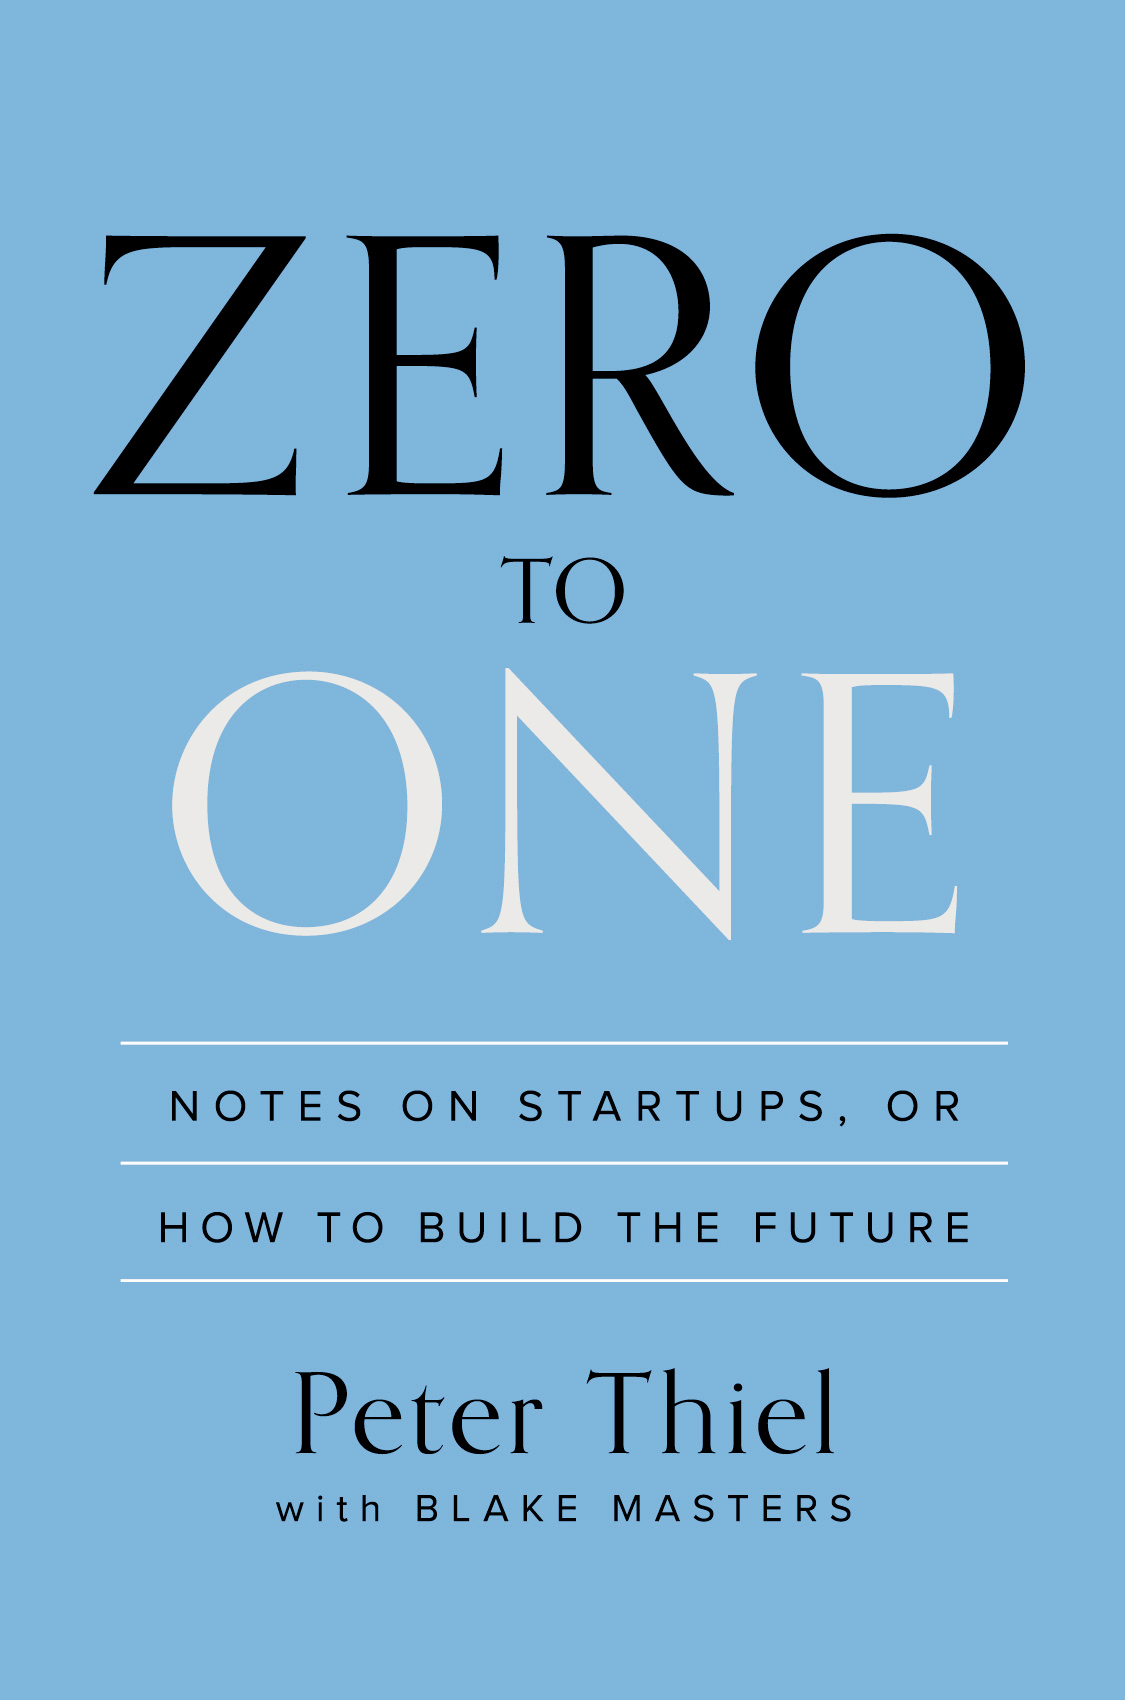 ZERO
TO
ONE
NOTES ON STARTUPS, OR
HOW TO BUILD THE FUTURE
Peter Thiel
with BLAKE MASTERS